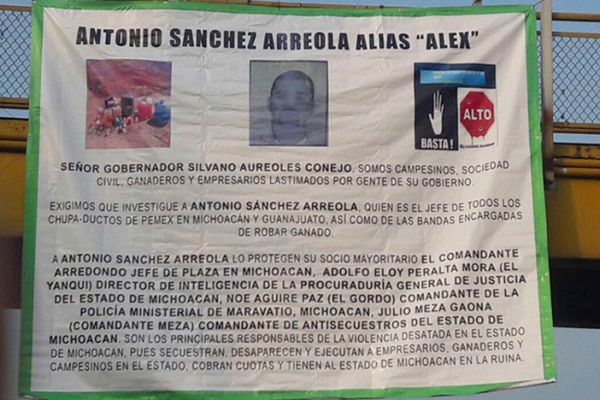 ANTONIO SANCHEZ ARREOLA ALIAS "ALEX"
BASTA!
ALTO
SEÑOR GOBERNADOR SILVANO AUREOLES CONEJO, SOMOS CAMPESINOS, SOCIEDAD
CIVIL, GANADEROS Y EMPRESARIOS LASTIMADOS POR GENTE DE SU GOBIERNO.
EXIGIMOS QUE INVESTIGUE A ANTONIO SÁNCHEZ ARREOLA, QUIEN ES EL JEFE DE TODOS LOS
CHUPA-DUCTOS DE PEMEX EN MICHOACÁN Y GUANAJUATO, ASÍ COMO DE LAS BANDAS ENCARGADAS
DE ROBAR GANADO.
A ANTONIO SANCHEZ ARREOLA LO PROTEGEN SU SOCIO MAYORITARIO EL COMANDANTE
ARREDONDO JEFE DE PLAZA EN MICHOACAN, ADOLFO ELOY PERALTA MORA (EL
YANQUI) DIRECTOR DE INTELIGENCIA DE LA PROCURADURÍA GENERAL DE JUSTICIA
DEL ESTADO DE MICHOACAN, NOE AGUIRE PAZ (EL GORDO) COMANDANTE DE LA
POLICÍA MINISTERIAL DE MARAVATIO, MICHOACAN, JULIO MEZA GAONA
(COMANDANTE MEZA) COMANDANTE DE ANTISECUESTROS DEL ESTADO DE
MICHOACAN. SON LOS PRINCIPALES RESPONSABLES DE LA VIOLENCIA DESATADA EN EL ESTADO
DE MICHOACAN, PUES SECUESTRAN, DESAPARECEN Y EJECUTAN A EMPRESARIOS, GANADEROS Y
CAMPESINOS EN EL ESTADO, COBRAN CUOTAS Y TIENEN AL ESTADO DE MICHOACAN EN LA RUINA.